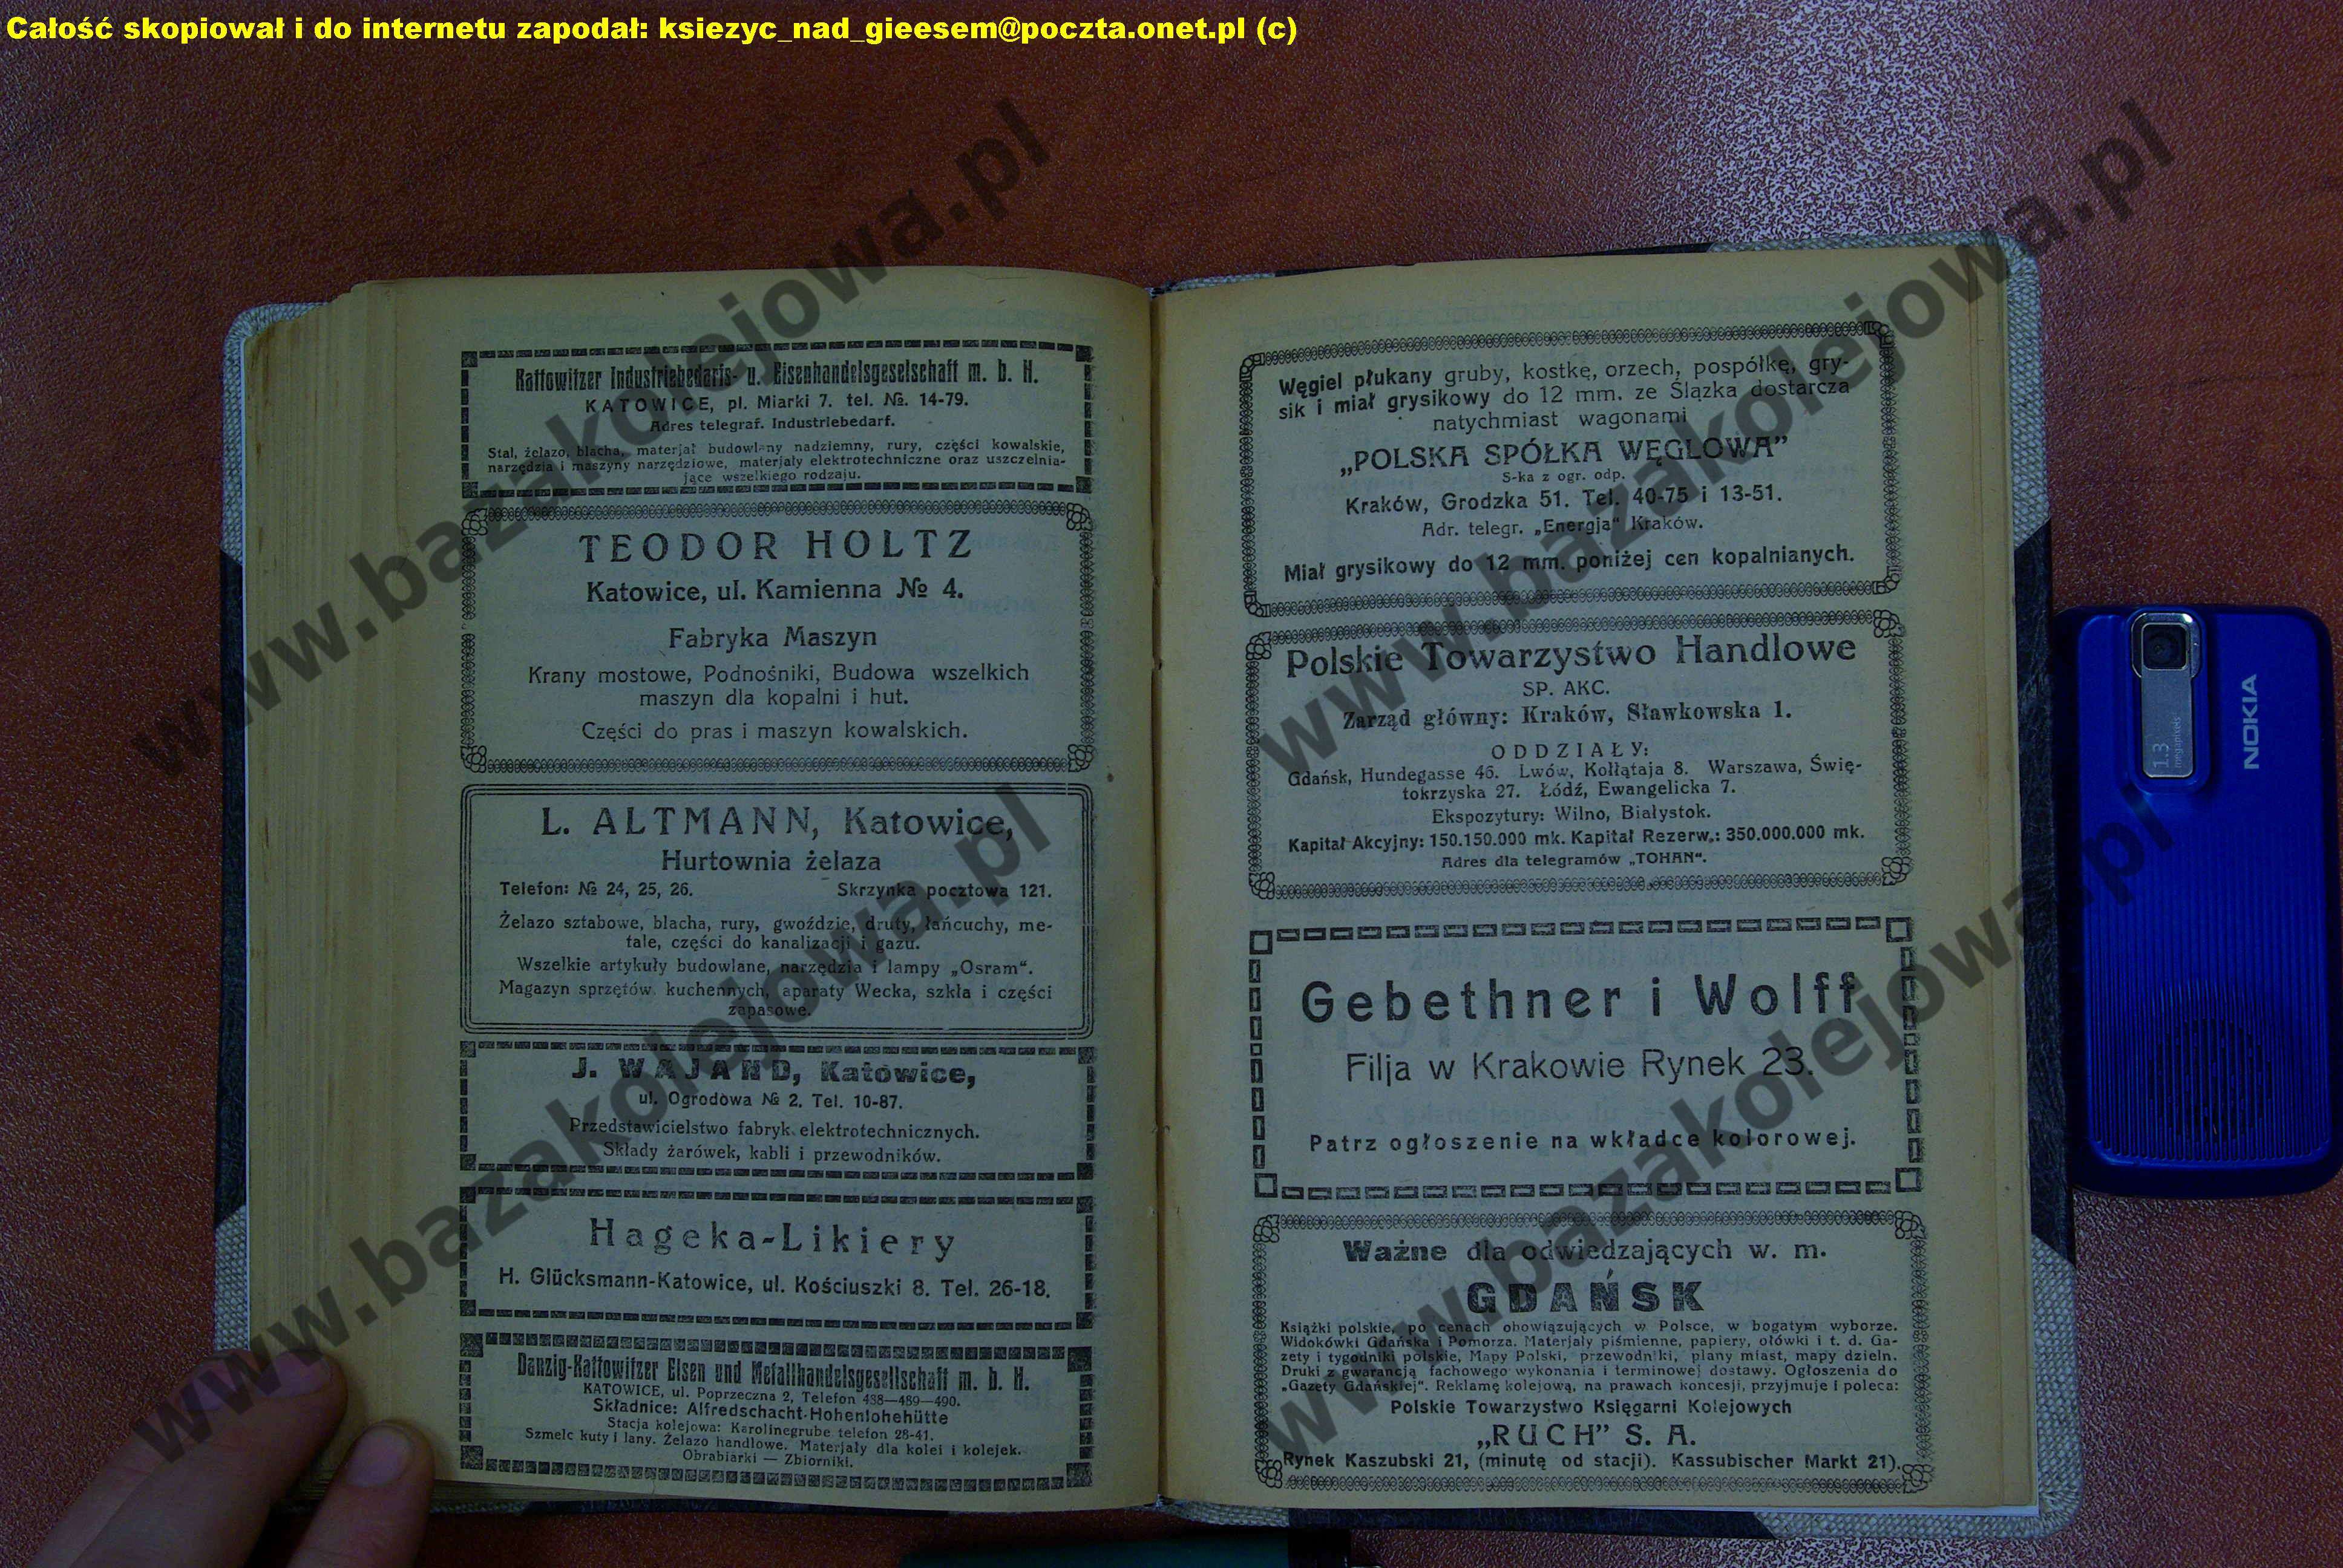 Całość skopiował i do internetu zapodał: ksiezyc_nad_gieesem@poczta.onet.pl (c)
Kattowitzer Industriebedarfs- u. Eisenhandelsgeselschaft m. b. H.
KATOWICE, pl. Miarki 7. tel. №. 14-79.
Adres telegraf. Industriebedarf.
Stal, żelazo, blacha, materjał budowlany nadziemny, rury, części kowalskie,
narzędzia i maszyny narzędziowe, materjały elektrotechniczne oraz uszczelnia-
jące wszelkiego rodzaju.
TEODOR HOLTZ
Katowice, ul. Kamienna № 4.
Fabryka Maszyn
Krany mostowe, Podnośniki, Budowa wszelkich
maszyn dla kopalni i hut.
Części do pras i maszyn kowalskich.
L. ALTMANN, Katowice,
Hurtownia żelaza
Telefon: № 24, 25, 26. Skrzynka pocztowa 121.
Żelazo sztabowe, blacha, rury, gwoździe, druty, łańcuchy, me-
tale, części do kanalizacji i gazu.
Wszelkie artykuły budowlane, narzędzia i lampy „Osram“.
Magazyn sprzętów kuchennych, aparaty Wecka, szkła i części
zapasowe.
J. WAJAND, Katowice,
ul. Ogrodowa № 2. Tel. 10-87.
Przedstawicielstwo fabryk elektrotechnicznych.
Składy żarówek, kabli i przewodników.
Hageka-Likiery
H. Glücksmann-Katowice, ul. Kościuszki 8. Tel. 26-18.
Danzig-Kattowitzer Eisen und Metallhandelsgesellschaft m. b. H.
KATOWICE, ul. Poprzeczna 2, Telefon 438—489—490.
Składnice: Alfredschacht-Hohenlohehütte
Stacja kolejowa: Karolinegrube telefon 28-41.
Szmelc kuty i lany. Żelazo handlowe. Materjały dla kolei i kolejek.
Obrabiarki — Zbiorniki.
Węgiel płukany gruby, kostkę, orzech, pospółkę, gry-
sik i miał grysikowy do 12 mm. ze Śląska dostarcza
natychmiast wagonami
„POLSKA SPÓŁKA WĘGLOWA”
S-ka z ogr. odp.
Kraków, Grodzka 51. Tel. 40-75 i 13-51.
Adr. telegr. „Energja“ Kraków.
Miał grysikowy do 12 mm. poniżej cen kopalnianych.
Polskie Towarzystwo Handlowe
SP. AKC.
Zarząd główny: Kraków, Sławkowska 1.
ODDZIAŁY:
Gdańsk, Hundegasse 46. Lwów, Kołłątaja 8. Warszawa, Świę-
tokrzyska 27. Łódź, Ewangelicka 7.
Ekspozytury: Wilno, Białystok.
Kapitał Akcyjny: 150.150.000 mk. Kapitał Rezerw.: 350.000.000 mk.
Adres dla telegramów „TOHAN“.
Gebethner i Wolff
Filja w Krakowie Rynek 23.
Patrz ogłoszenie na wkładce kolorowej.
Ważne dla odwiedzających w. m.
GDAŃSK
Książki polskie, po cenach obowiązujących w Polsce, w bogatym wyborze.
Widokówki Gdańska i Pomorza. Materjały piśmienne, papiery, ołówki i t. d. Ga-
zety i tygodniki polskie, Mapy Polski, przewodniki, plany miast, mapy dzieln.
Druki z gwarancją fachowego wykonania i terminowej dostawy. Ogłoszenia do
„Gazety Gdańskiej“. Reklamę kolejową, na prawach koncesji, przyjmuje i poleca:
Polskie Towarzystwo Księgarni Kolejowych
„RUCH” S. A.
Rynek Kaszubski 21, (minutę od stacji). Kassubischer Markt 21).
1.3
megapixels
NOKIA
www.bazakolejowa.pl
www.bazakolejowa.pl
www.bazakolejowa.pl
www.bazakolejowa.pl